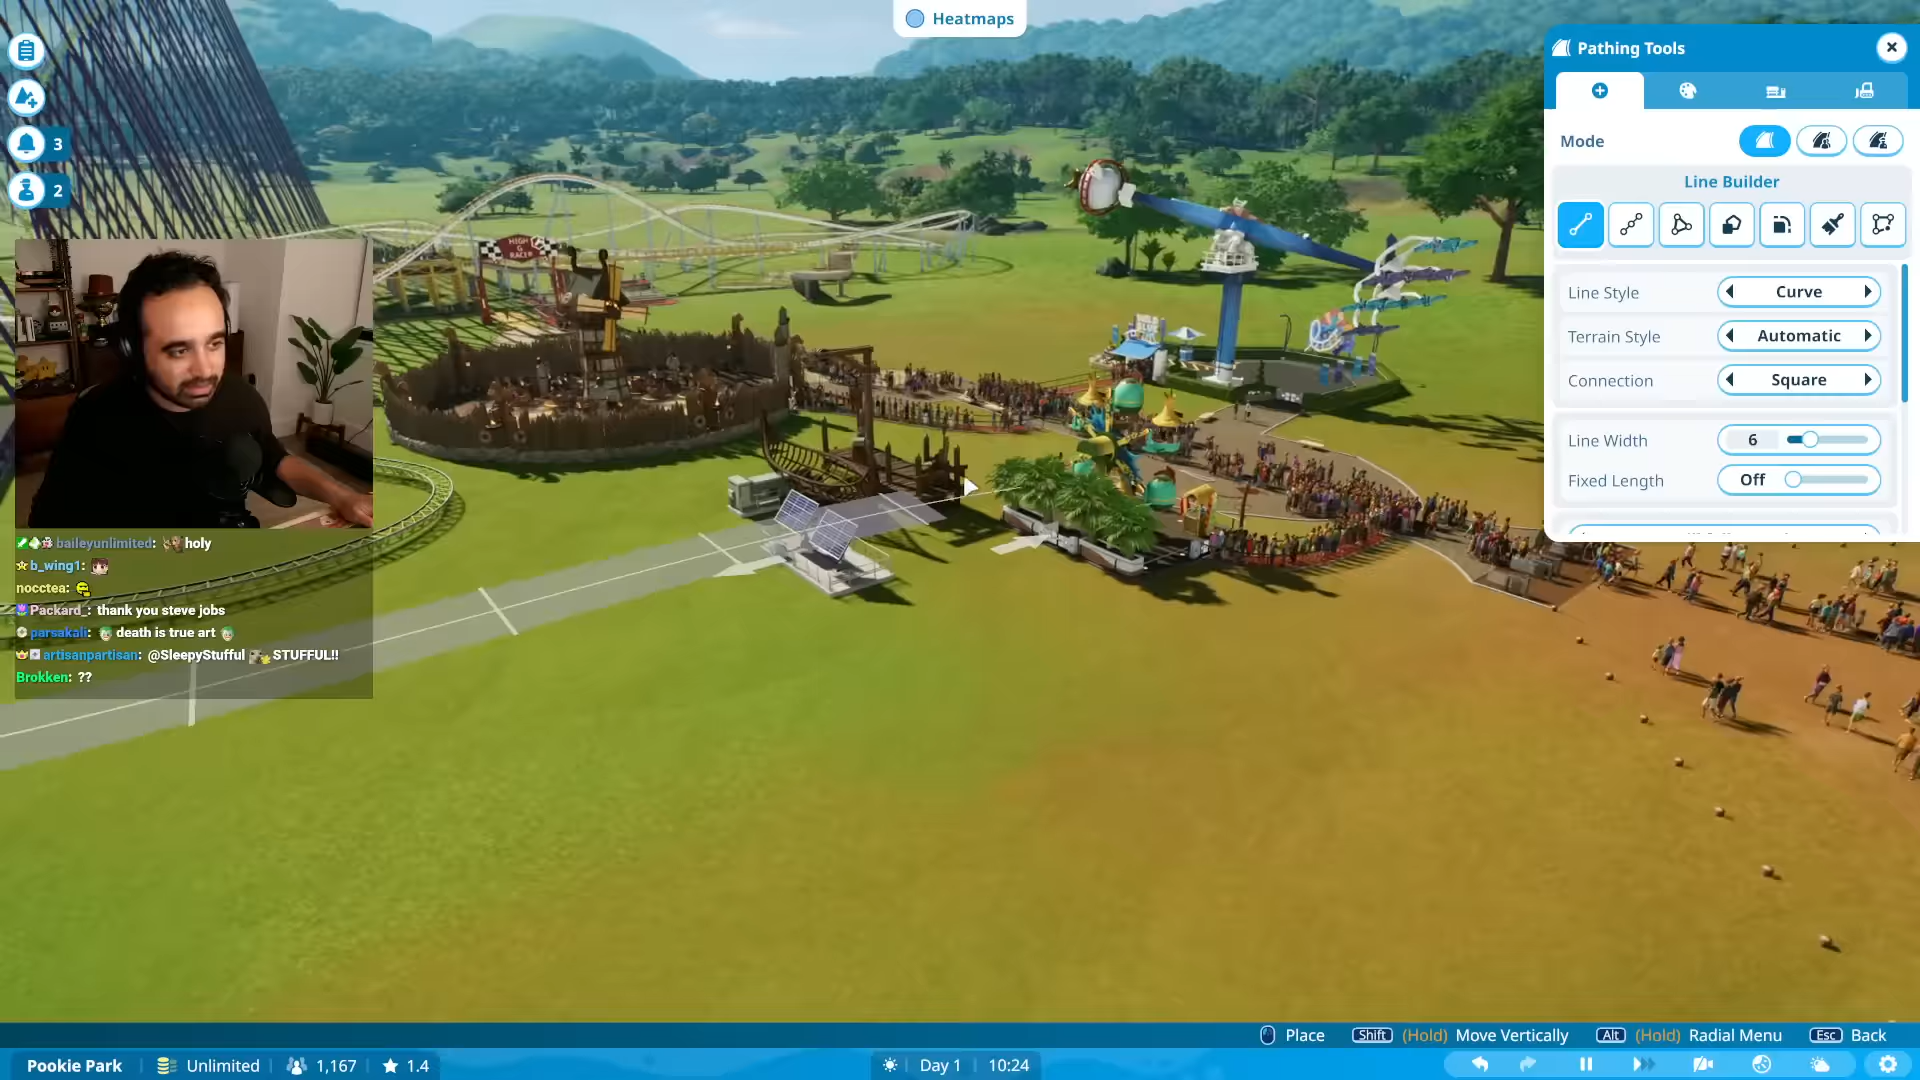 Heatmaps
3
2
HIGH
G
RACER
Pathing Tools
Mode
Line Builder
Line Style
Curve
Terrain Style
Automatic
Connection
Square
Line Width
6
Fixed Length
Off
baileyunlimited: holy
b_wing1:
nocctea:
Packard_: thank you steve jobs
parsakali: death is true art
artisanpartisan: @SleepyStufful STUFFUL!!
Brokken: ??
Place
Shift (Hold) Move Vertically
Alt (Hold) Radial Menu
Esc Back
Pookie Park
Unlimited
1,167
1.4
Day 1
10:24